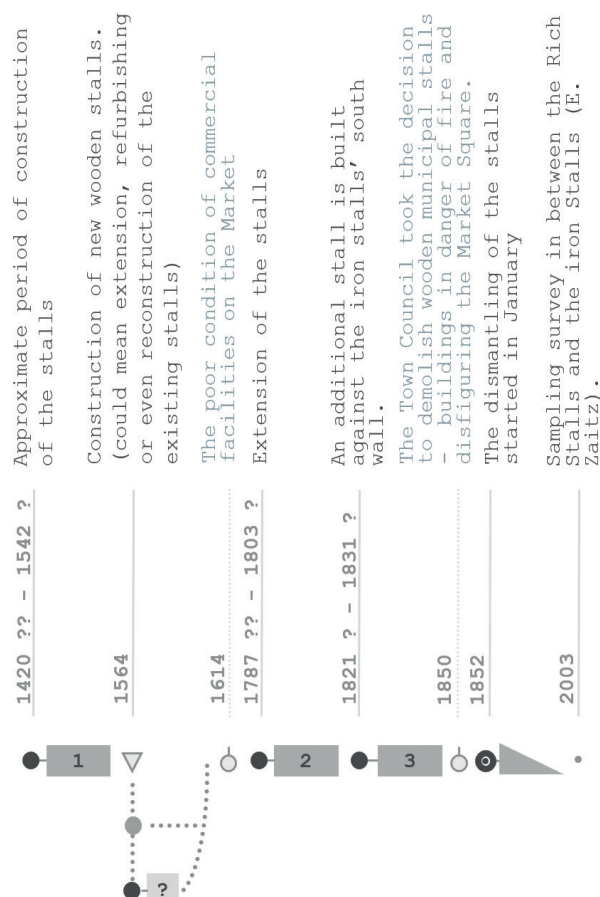 1420 ?? - 1542 ?
Approximate period of construction
of the stalls
1564
Construction of new wooden stalls.
(could mean extension, refurbishing
or even reconstruction of the
existing stalls)
1614
The poor condition of commercial
facilities on the Market
1787 ?? - 1803 ?
Extension of the stalls
1821 ? - 1831 ?
An additional stall is built
against the iron stalls' south
wall.
1850
The Town Council took the decision
to demolish wooden municipal stalls
– buildings in danger of fire and
disfiguring the Market Square.
1852
The dismantling of the stalls
started in January
2003
Sampling survey in between the Rich
Stalls and the iron Stalls (E.
Zaitz).
1
2
3
?